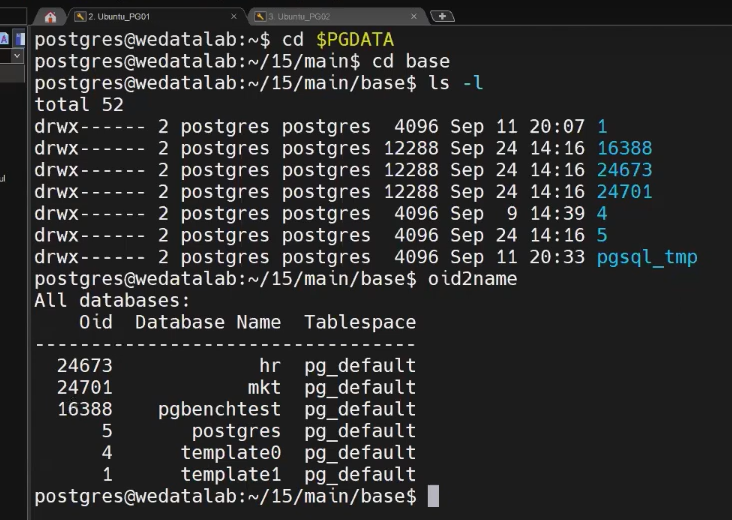 2. Ubuntu_PG01
3. Ubuntu_PG02
postgres@wedatalab:~$ cd $PGDATA
postgres@wedatalab:~/15/main$ cd base
postgres@wedatalab:~/15/main/base$ ls -l
total 52
drwx------ 2 postgres postgres  4096 Sep 11 20:07 1
drwx------ 2 postgres postgres 12288 Sep 24 14:16 16388
drwx------ 2 postgres postgres 12288 Sep 24 14:16 24673
drwx------ 2 postgres postgres 12288 Sep 24 14:16 24701
drwx------ 2 postgres postgres  4096 Sep  9 14:39 4
drwx------ 2 postgres postgres  4096 Sep 24 14:16 5
drwx------ 2 postgres postgres  4096 Sep 11 20:33 pgsql_tmp
postgres@wedatalab:~/15/main/base$ oid2name
All databases:
    Oid  Database Name  Tablespace
----------------------------------
  24673             hr  pg_default
  24701            mkt  pg_default
  16388    pgbenchtest  pg_default
      5       postgres  pg_default
      4      template0  pg_default
      1      template1  pg_default
postgres@wedatalab:~/15/main/base$